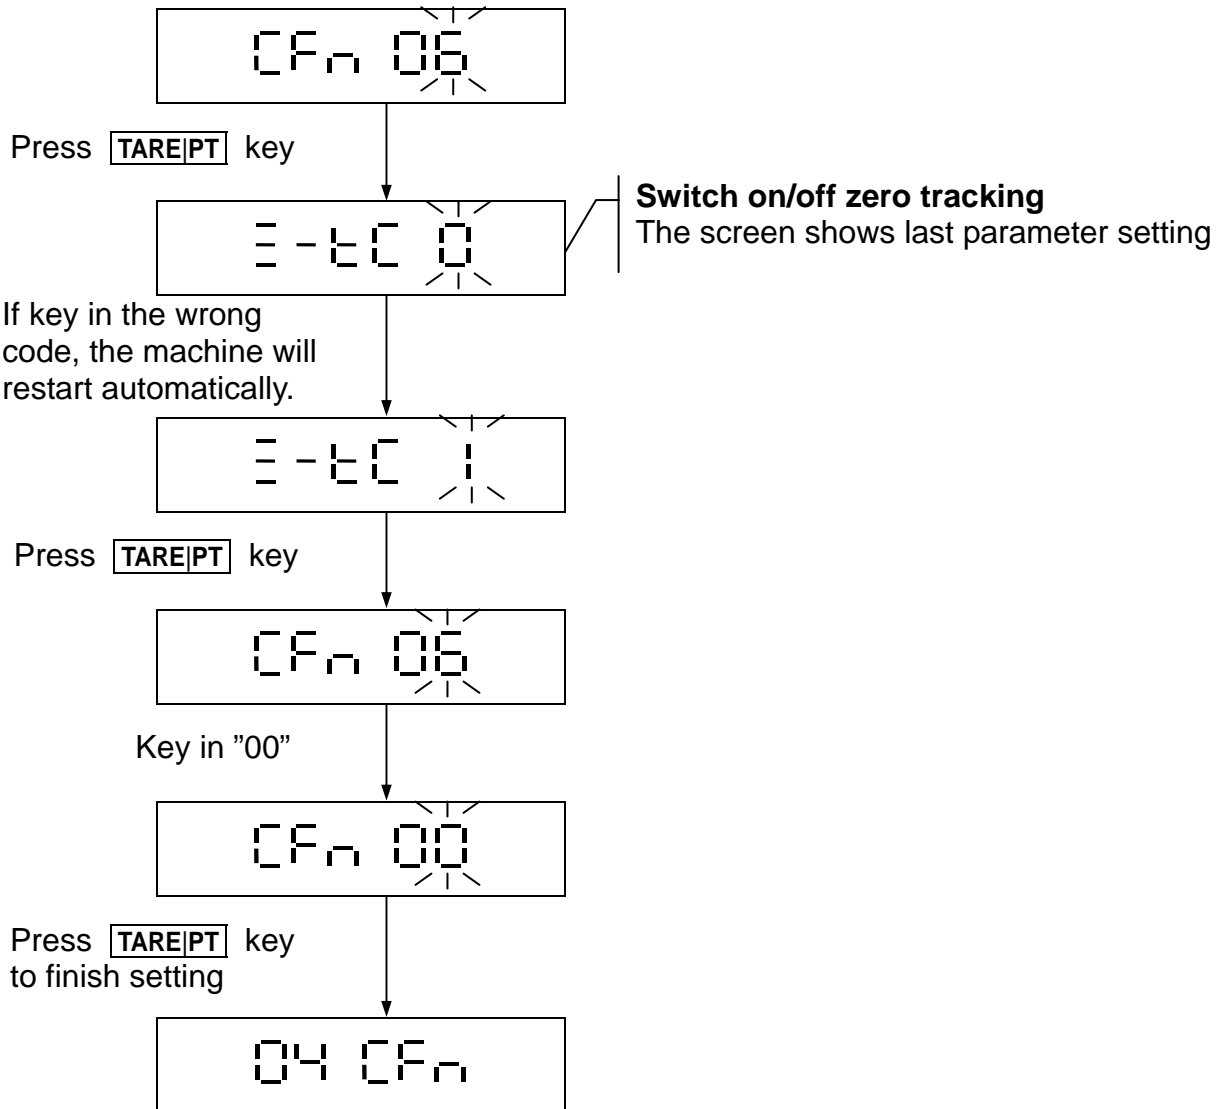 CFn 06
Press TARE|PT key
Ξ-tC 0
Switch on/off zero tracking
The screen shows last parameter setting
If key in the wrong
code, the machine will
restart automatically.
Ξ-tC 1
Press TARE|PT key
CFn 06
Key in ”00”
CFn 00
Press TARE|PT key
to finish setting
04 CFn